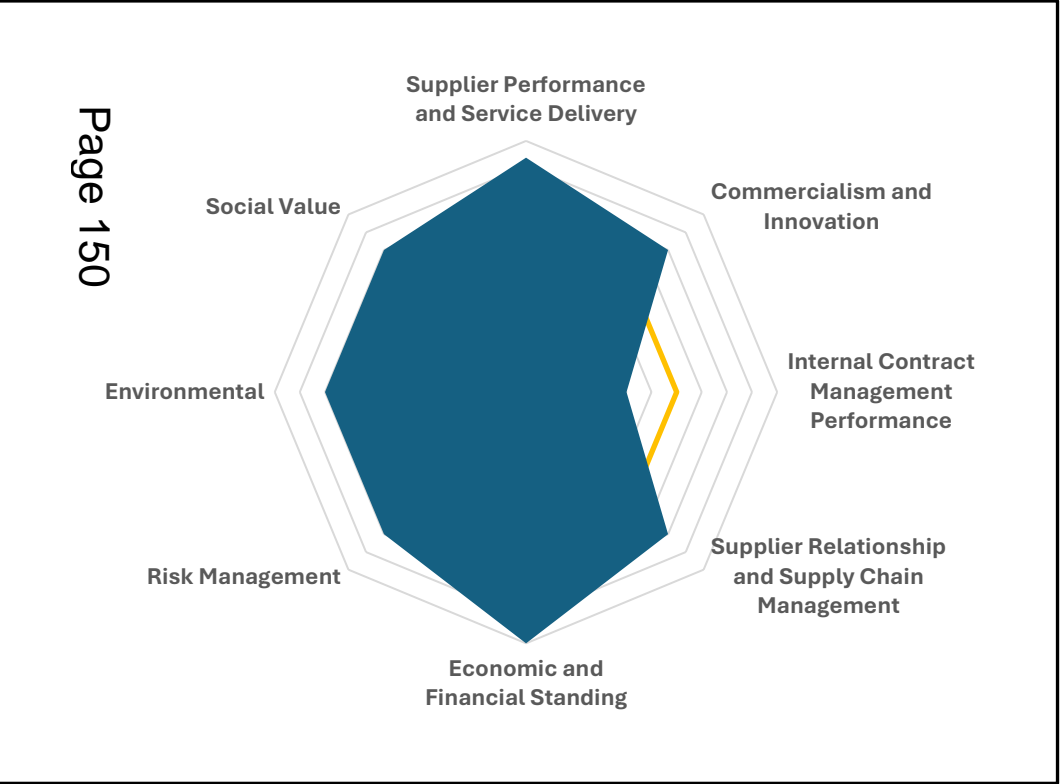 Supplier Performance
and Service Delivery
Commercialism and
Innovation
Internal Contract
Management
Performance
Supplier Relationship
and Supply Chain
Management
Economic and
Financial Standing
Risk Management
Environmental
Social Value
Page 150